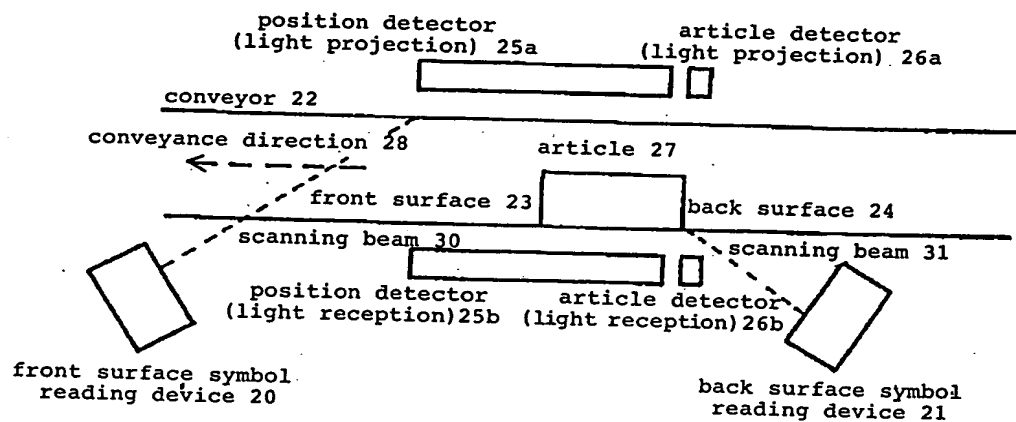 position detector
(light projection) 25a
article detector
(light projection) 26a
conveyor 22
conveyance direction 28
article 27
front surface 23
back surface 24
scanning beam 30
scanning beam 31
position detector
(light reception)25b
article detector
(light reception)26b
front surface symbol
reading device 20
back surface symbol
reading device 21